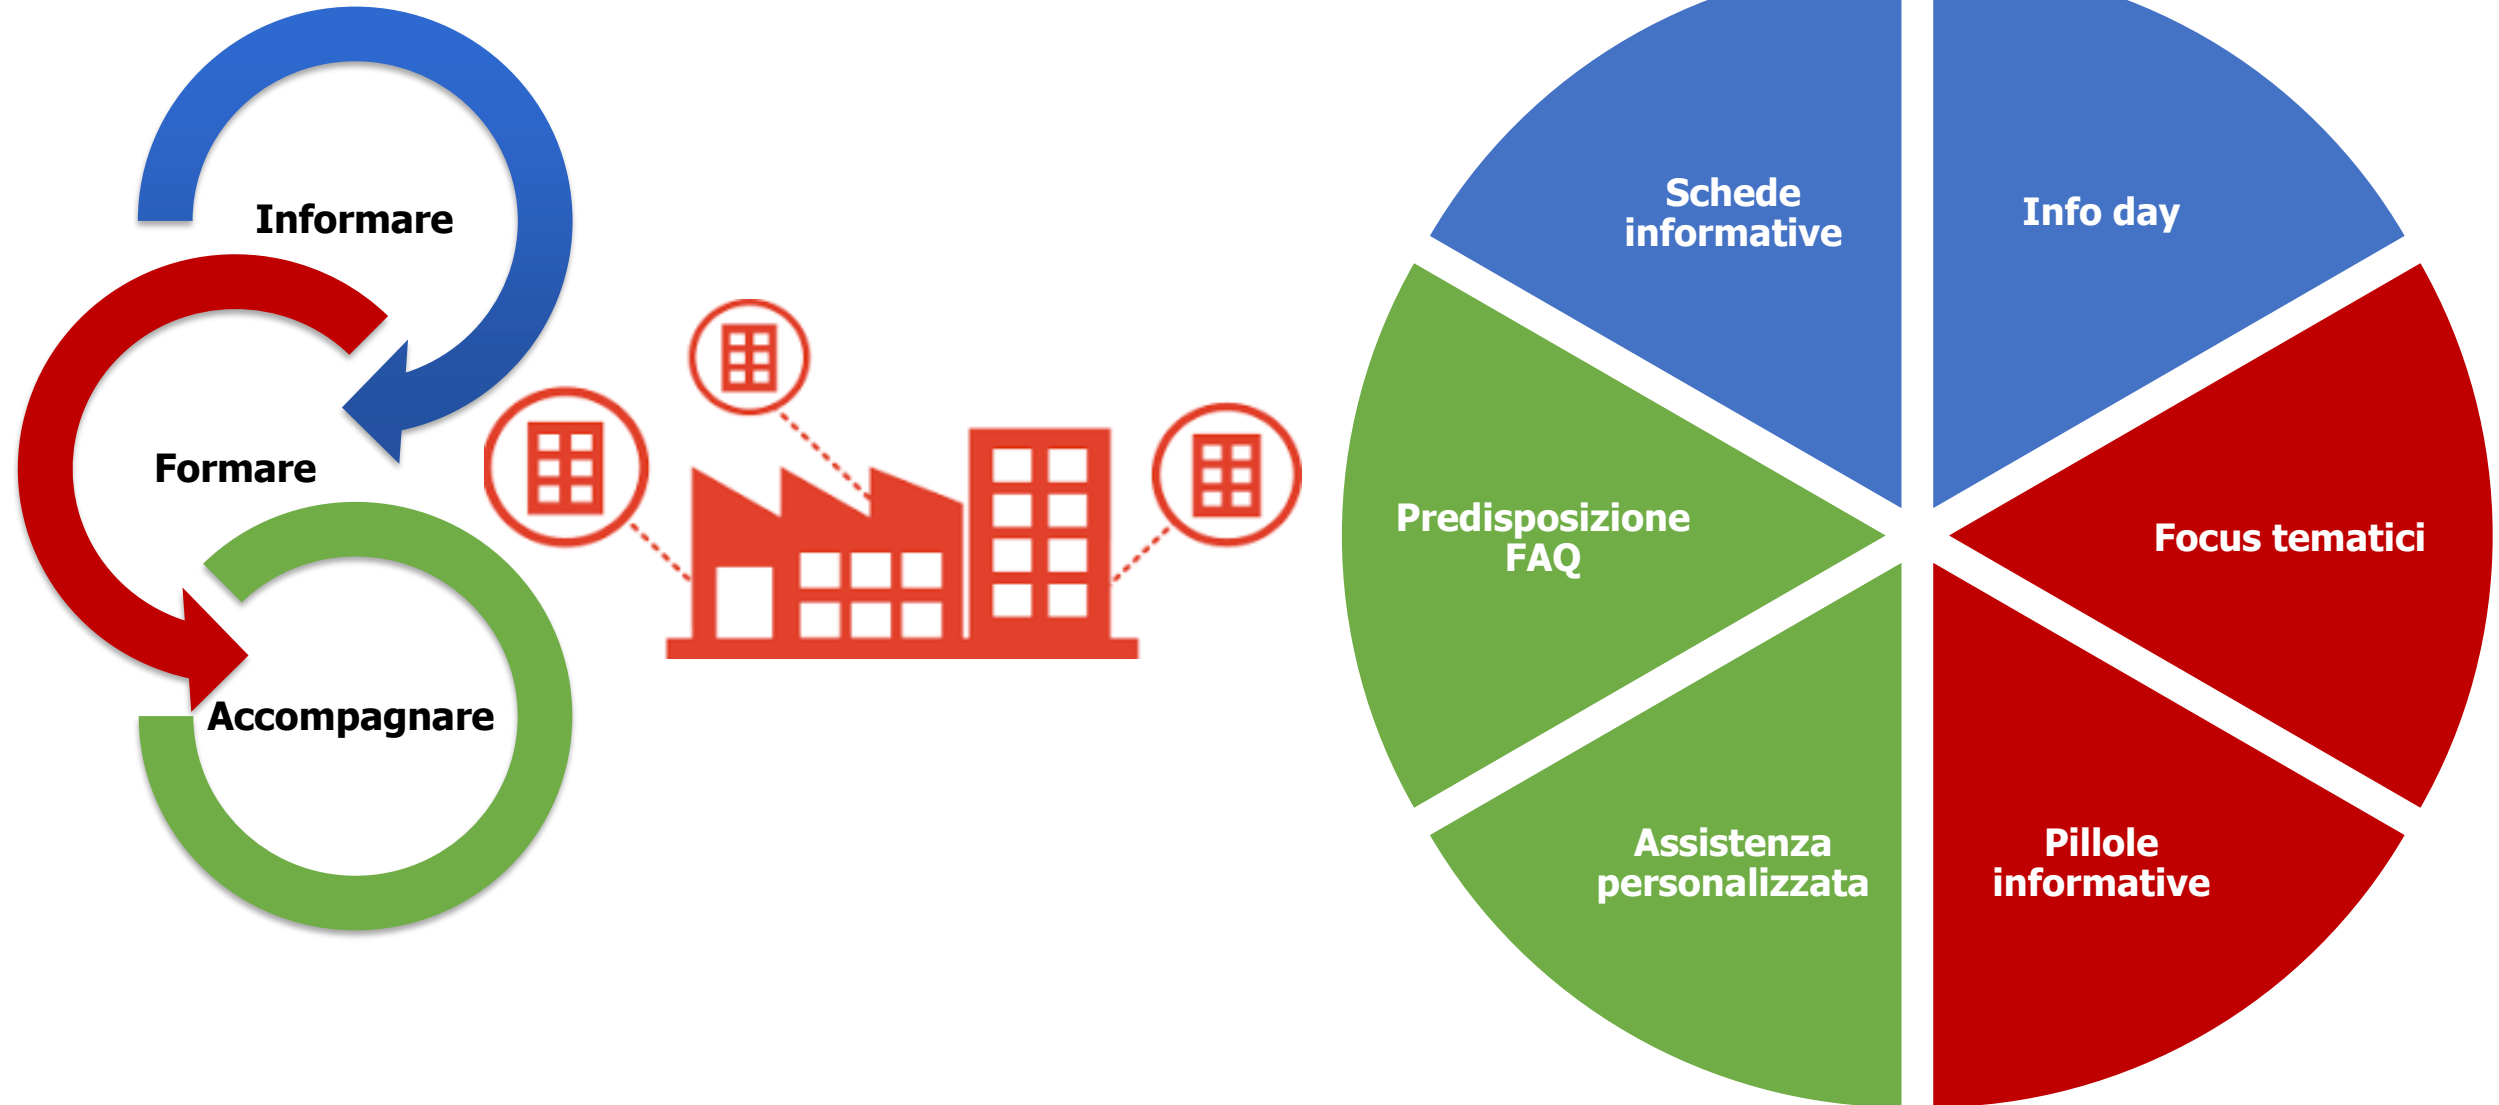 Informare
Formare
Accompagnare
Schede
informative
Info day
Predisposizione
FAQ
Focus tematici
Assistenza
personalizzata
Pillole
informative